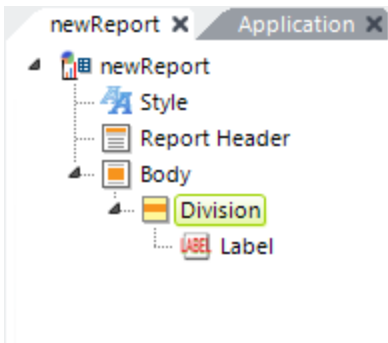 newReport Application
newReport
Style
Report Header
Body
Division
LABEL Label